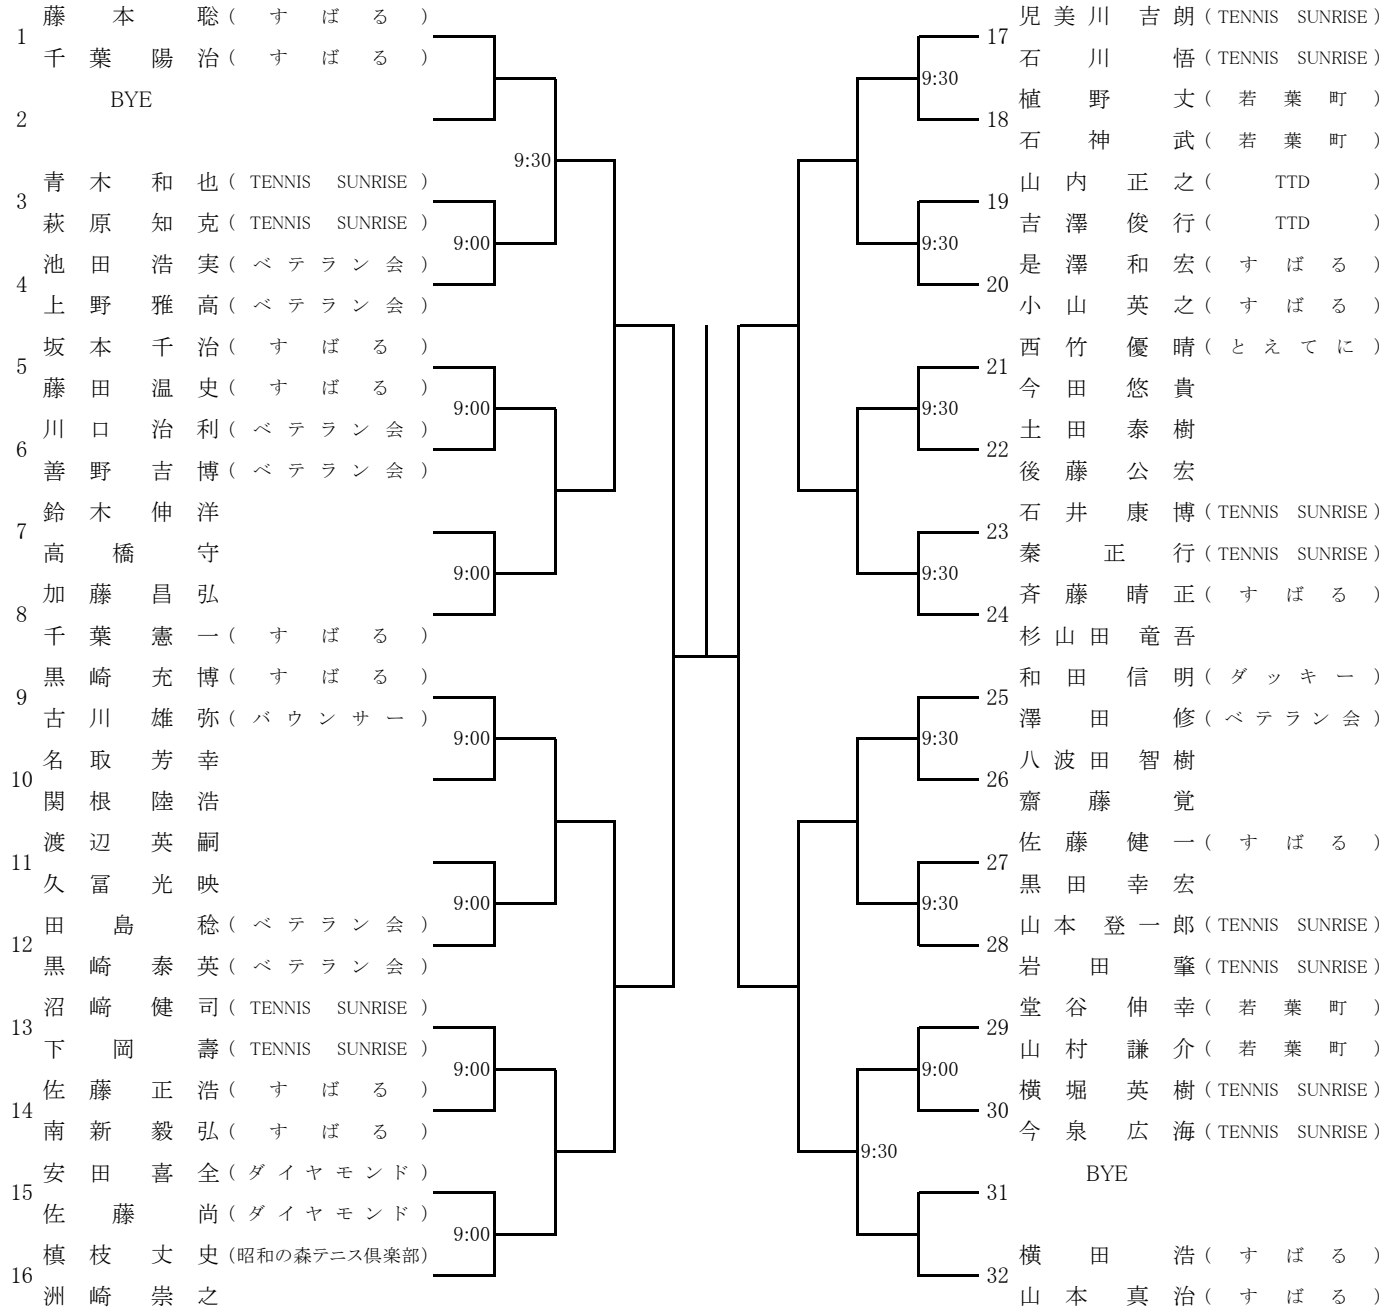 藤本 聡(すばる)
1
千葉 陽治(すばる)
BYE
2
9:30
青木 和也(TENNIS SUNRISE)
3
萩原 知克(TENNIS SUNRISE)
9:00
池田 浩実(ベテラン会)
4
上野 雅高(ベテラン会)
坂本 千治(すばる)
5
藤田 温史(すばる)
9:00
川口 治利(ベテラン会)
6
善野 吉博(ベテラン会)
鈴木 伸洋
7
高橋 守
9:00
加藤 昌弘
8
千葉 憲一(すばる)
黒崎 充博(すばる)
9
古川 雄弥(バウンサー)
9:00
名取 芳幸
10
関根 陸浩
渡辺 英嗣
11
久冨 光映
9:00
田島 稔(ベテラン会)
12
黒崎 泰英(ベテラン会)
沼﨑 健司(TENNIS SUNRISE)
13
下岡 壽(TENNIS SUNRISE)
9:00
佐藤 正浩(すばる)
14
南新 毅弘(すばる)
安田 喜全(ダイヤモンド)
15
佐藤 尚(ダイヤモンド)
9:00
槙枝 丈史(昭和の森テニス倶楽部)
16
洲崎 崇之
児美川 吉朗(TENNIS SUNRISE)
17
石川 悟(TENNIS SUNRISE)
9:30
植野 丈(若葉町)
18
石神 武(若葉町)
山内 正之(TTD)
19
吉澤 俊行(TTD)
9:30
是澤 和宏(すばる)
20
小山 英之(すばる)
西竹 優晴(とえてに)
21
今田 悠貴
9:30
土田 泰樹
22
後藤 公宏
石井 康博(TENNIS SUNRISE)
23
秦 正行(TENNIS SUNRISE)
9:30
斉藤 晴正(すばる)
24
杉山田 竜吾
和田 信明(ダッキー)
25
澤田 修(ベテラン会)
9:30
八波田 智樹
26
齋藤 覚
佐藤 健一(すばる)
27
黒田 幸宏
9:30
山本 登一郎(TENNIS SUNRISE)
28
岩田 肇(TENNIS SUNRISE)
堂谷 伸幸(若葉町)
29
山村 謙介(若葉町)
9:00
横堀 英樹(TENNIS SUNRISE)
30
今泉 広海(TENNIS SUNRISE)
9:30
BYE
31
横田 浩(すばる)
32
山本 真治(すばる)